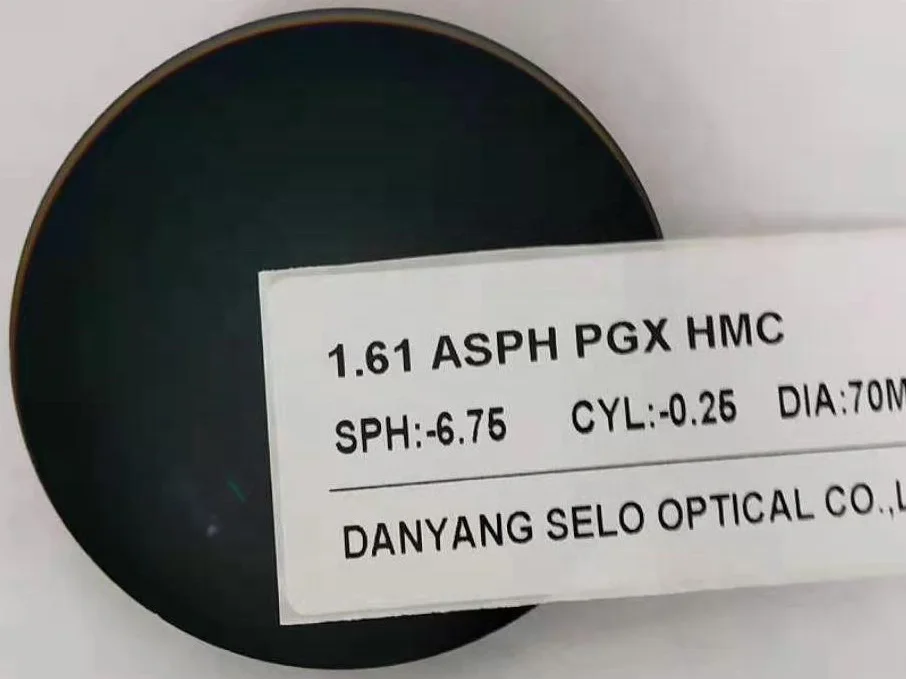 1.61 ASPH PGX HMC
SPH:-6.75 CYL:-0.25 DIA:70M
DANYANG SELO OPTICAL CO.,L